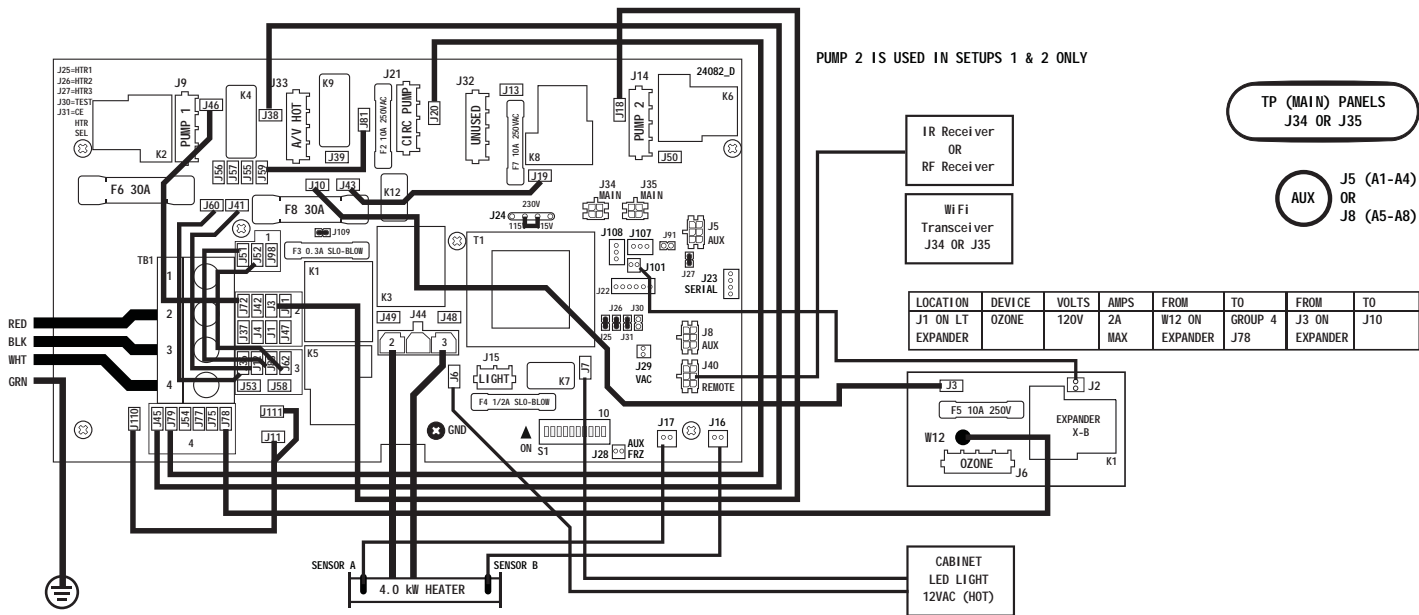 PUMP 2 IS USED IN SETUPS 1 & 2 ONLY
J25=HTR1
J26=HTR2
J27=HTR3
J30=TEST
J31=CE
HTR
SEL
J9
PUMP 1
K2
J46
K4
J33
J38
A/V HOT
K9
J39
J81
J21
F2 10A 250VAC
CIRC PUMP
J20
J32
UNUSED
J13
F7 10A 250VAC
K8
J18
J14
PUMP 2
24082_D
K6
J50
J56
J57
J55
J59
F6 30A
J60
J41
J10
J43
J19
K12
F8 30A
J109
F3 0.3A SLO-BLOW
J24
230V
115V
J34
MAIN
J35
MAIN
J5
AUX
J108
J107
J91
J101
J27
J22
J23
SERIAL
TB1
1
2
3
4
1
J51
J52
J98
J72
J42
J3
2
J37
J4
J1
J47
J62
3
J53
J58
K1
K3
K5
T1
J49
J44
J48
2
3
J26
J30
J25
J31
J29
VAC
J8
AUX
J40
REMOTE
J15
LIGHT
K7
J6
J7
F4 1/2A SLO-BLOW
10
ON
S1
J28
AUX
FRZ
J17
J16
GND
J110
J45
J79
J54
J77
J75
J78
4
J111
J11
RED
BLK
WHT
GRN
SENSOR A
4.0 kW HEATER
SENSOR B
IR Receiver
OR
RF Receiver
WiFi
Transceiver
J34 OR J35
TP (MAIN) PANELS
J34 OR J35
AUX
J5 (A1-A4)
OR
J8 (A5-A8)
LOCATION DEVICE VOLTS AMPS FROM TO FROM TO
J1 ON LT OZONE 120V 2A W12 ON GROUP 4 J3 ON J10
EXPANDER MAX EXPANDER J78 EXPANDER
J3
J2
F5 10A 250V
EXPANDER
X-B
W12
OZONE
J6
K1
CABINET
LED LIGHT
12VAC (HOT)